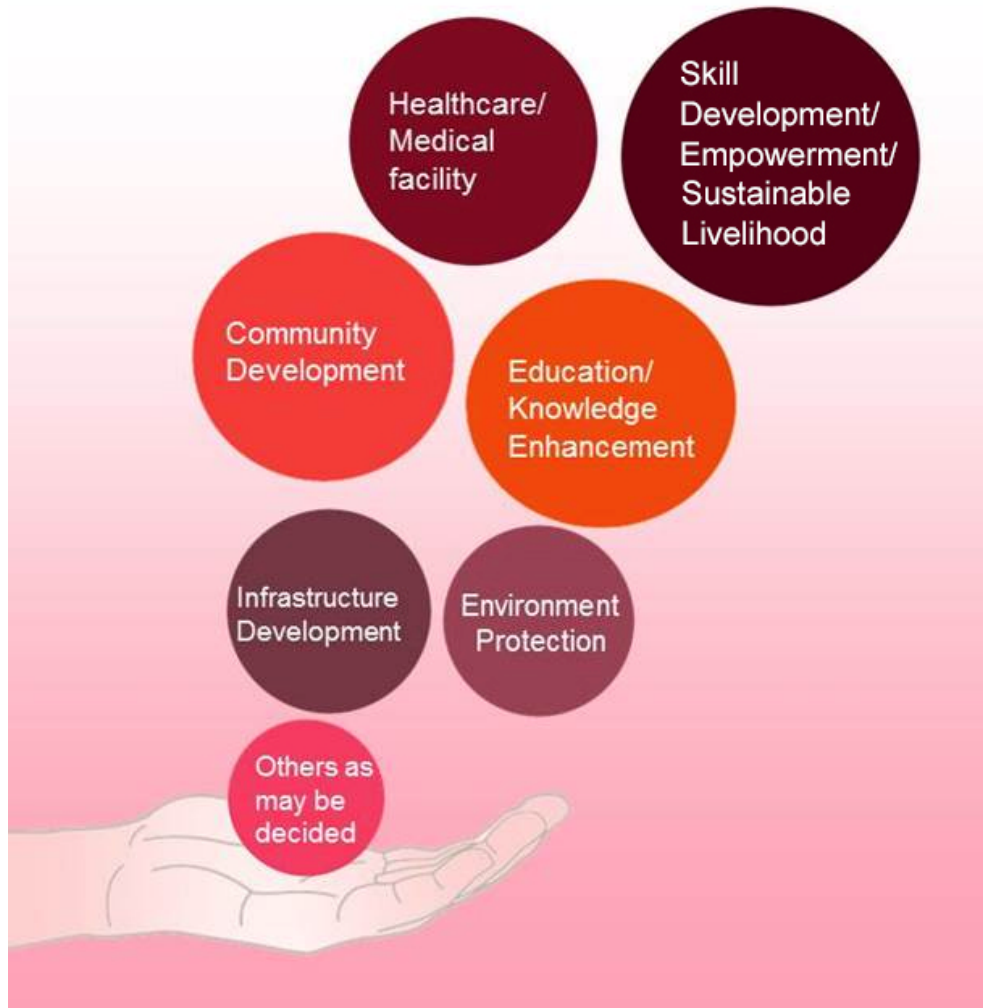 Healthcare/
Medical
facility
Skill
Development/
Empowerment/
Sustainable
Livelihood
Community
Development
Education/
Knowledge
Enhancement
Infrastructure
Development
Environment
Protection
Others as
may be
decided